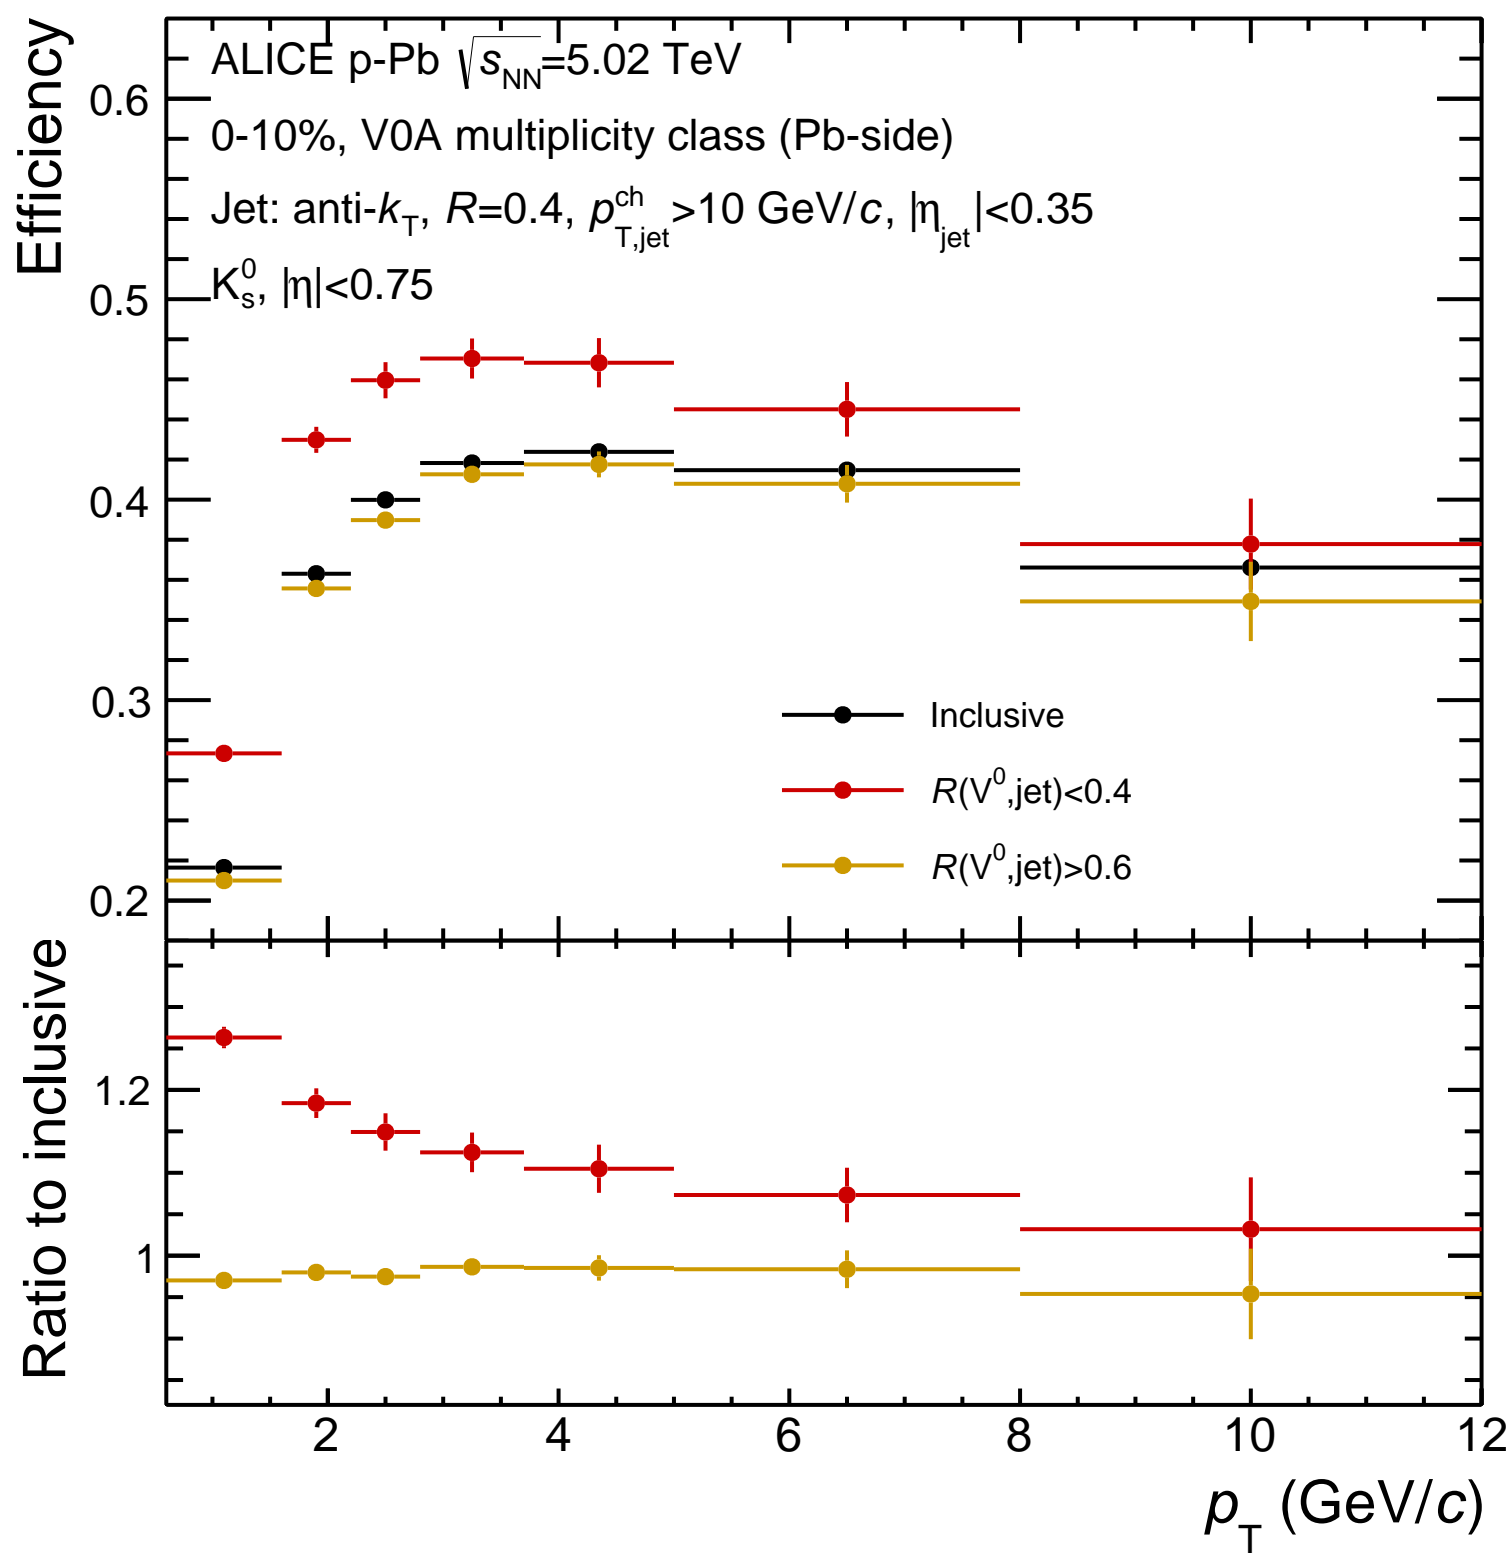 Efficiency
ALICE p-Pb √sNN=5.02 TeV
0-10%, V0A multiplicity class (Pb-side)
Jet: anti-kT, R=0.4, p ch T,jet>10 GeV/c, |ηjet|<0.35
K0s, |η|<0.75
0.6
0.5
0.4
0.3
0.2
Inclusive
R(V0,jet)<0.4
R(V0,jet)>0.6
Ratio to inclusive
1.2
1
2 4 6 8 10 12
pT (GeV/c)